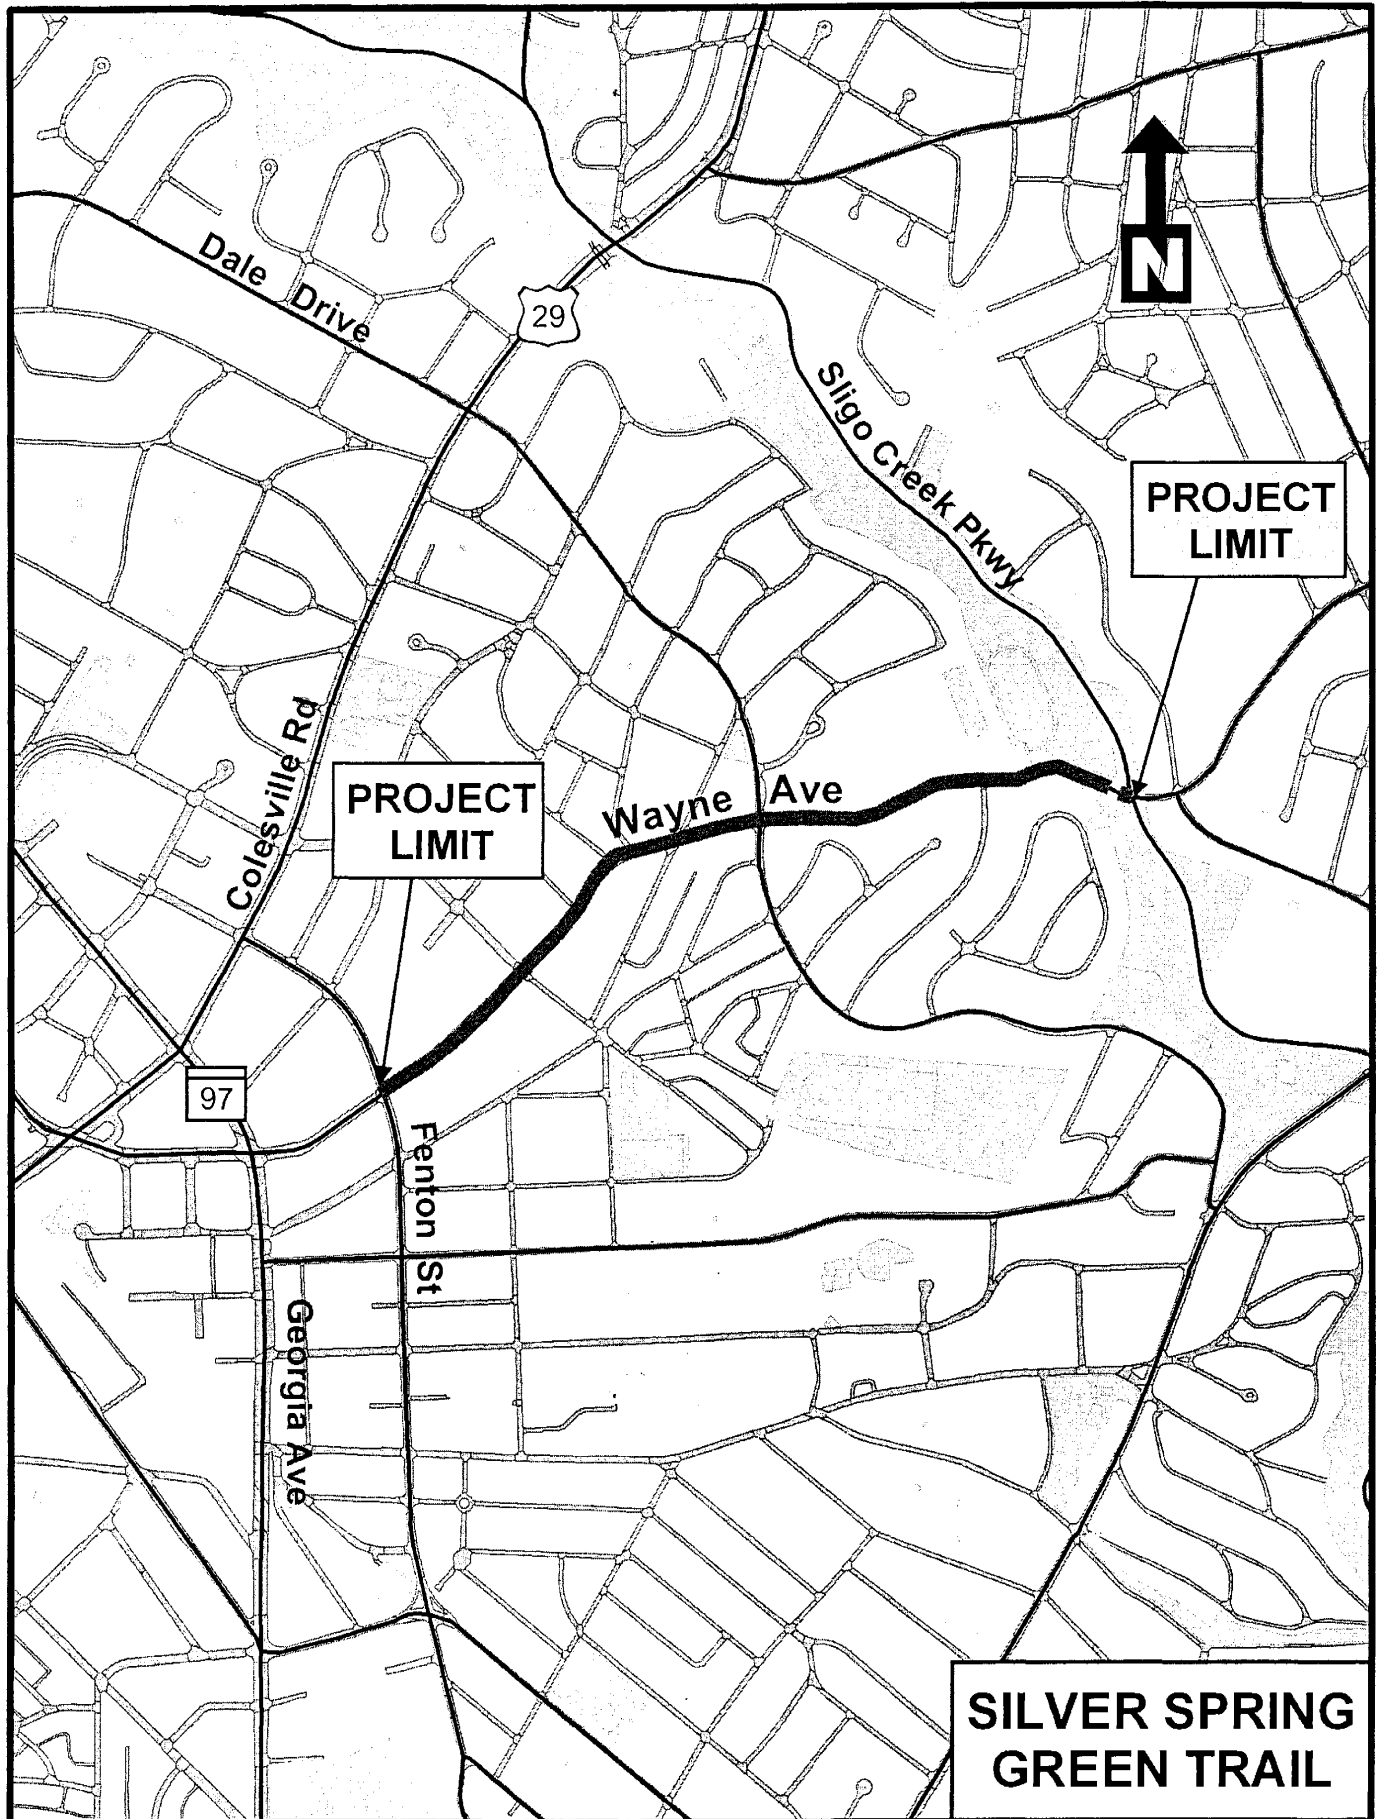 N
Dale Drive
29
Sligo Creek Pkwy
PROJECT
LIMIT
Colesville Rd
PROJECT
LIMIT
Wayne Ave
97
Fenton St
Georgia Ave
SILVER SPRING
GREEN TRAIL